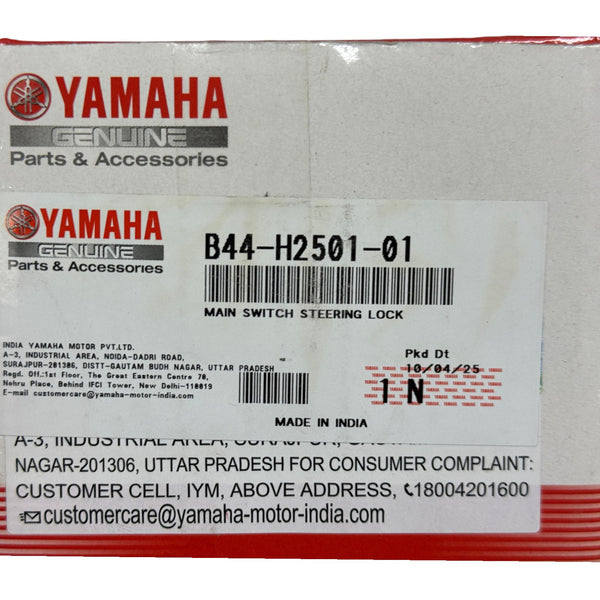 YAMAHA
GENUINE
Parts & Accessories
YAMAHA
GENUINE
Parts & Accessories
B44-H2501-01
MAIN SWITCH STEERING LOCK
INDIA YAMAHA MOTOR PVT.LTD.
A-3, INDUSTRIAL AREA, NOIDA-DADRI ROAD,
SURAJPUR-201306, DISTT-GAUTAM BUDH NAGAR, UTTAR PRADESH
Regd. Off.:1st Floor, The Great Eastern Centre 70,
Nehru Place, Behind IFCI Tower, New Delhi-110019
E-mail customercare@yamaha-motor-india.com
Pkd Dt
10/04/25
1 N
MADE IN INDIA
A-3, INDUSTRIAL AREA, SURAJPUR,
NAGAR-201306, UTTAR PRADESH FOR CONSUMER COMPLAINT:
CUSTOMER CELL, IYM, ABOVE ADDRESS, 18004201600
customercare@yamaha-motor-india.com